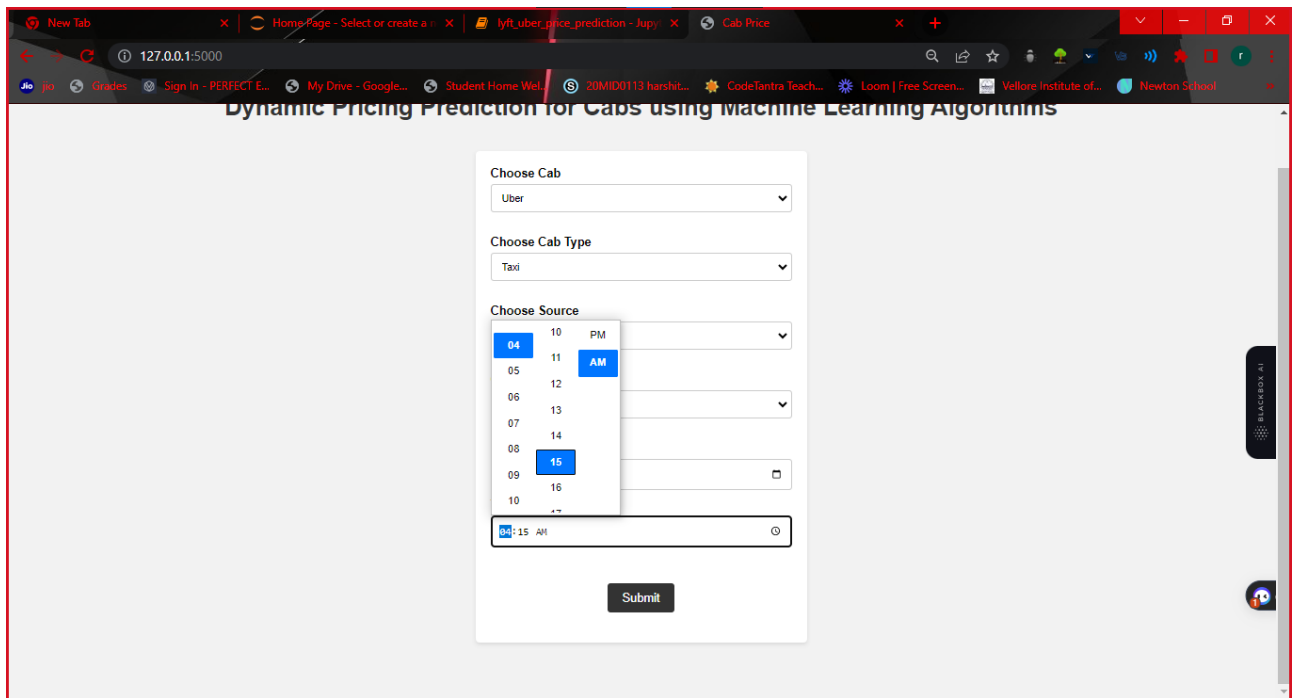 New Tab
Home Page - Select or create a n
lyft_uber_price_prediction - Jupyt
Cab Price
127.0.0.1:5000
Jio jio
Grades
Sign In - PERFECT E...
My Drive - Google...
Student Home Wel...
20MID0113 harshit...
CodeTantra Teach...
Loom | Free Screen...
Vellore Institute of...
Newton School
Dynamic Pricing Prediction for Cabs using Machine Learning Algorithms
Choose Cab
Uber
Choose Cab Type
Taxi
Choose Source
04
05
06
07
08
09
10
10
11
12
13
14
15
16
17
PM
AM
04:15 AM
Submit
BLACKBOX AI
1